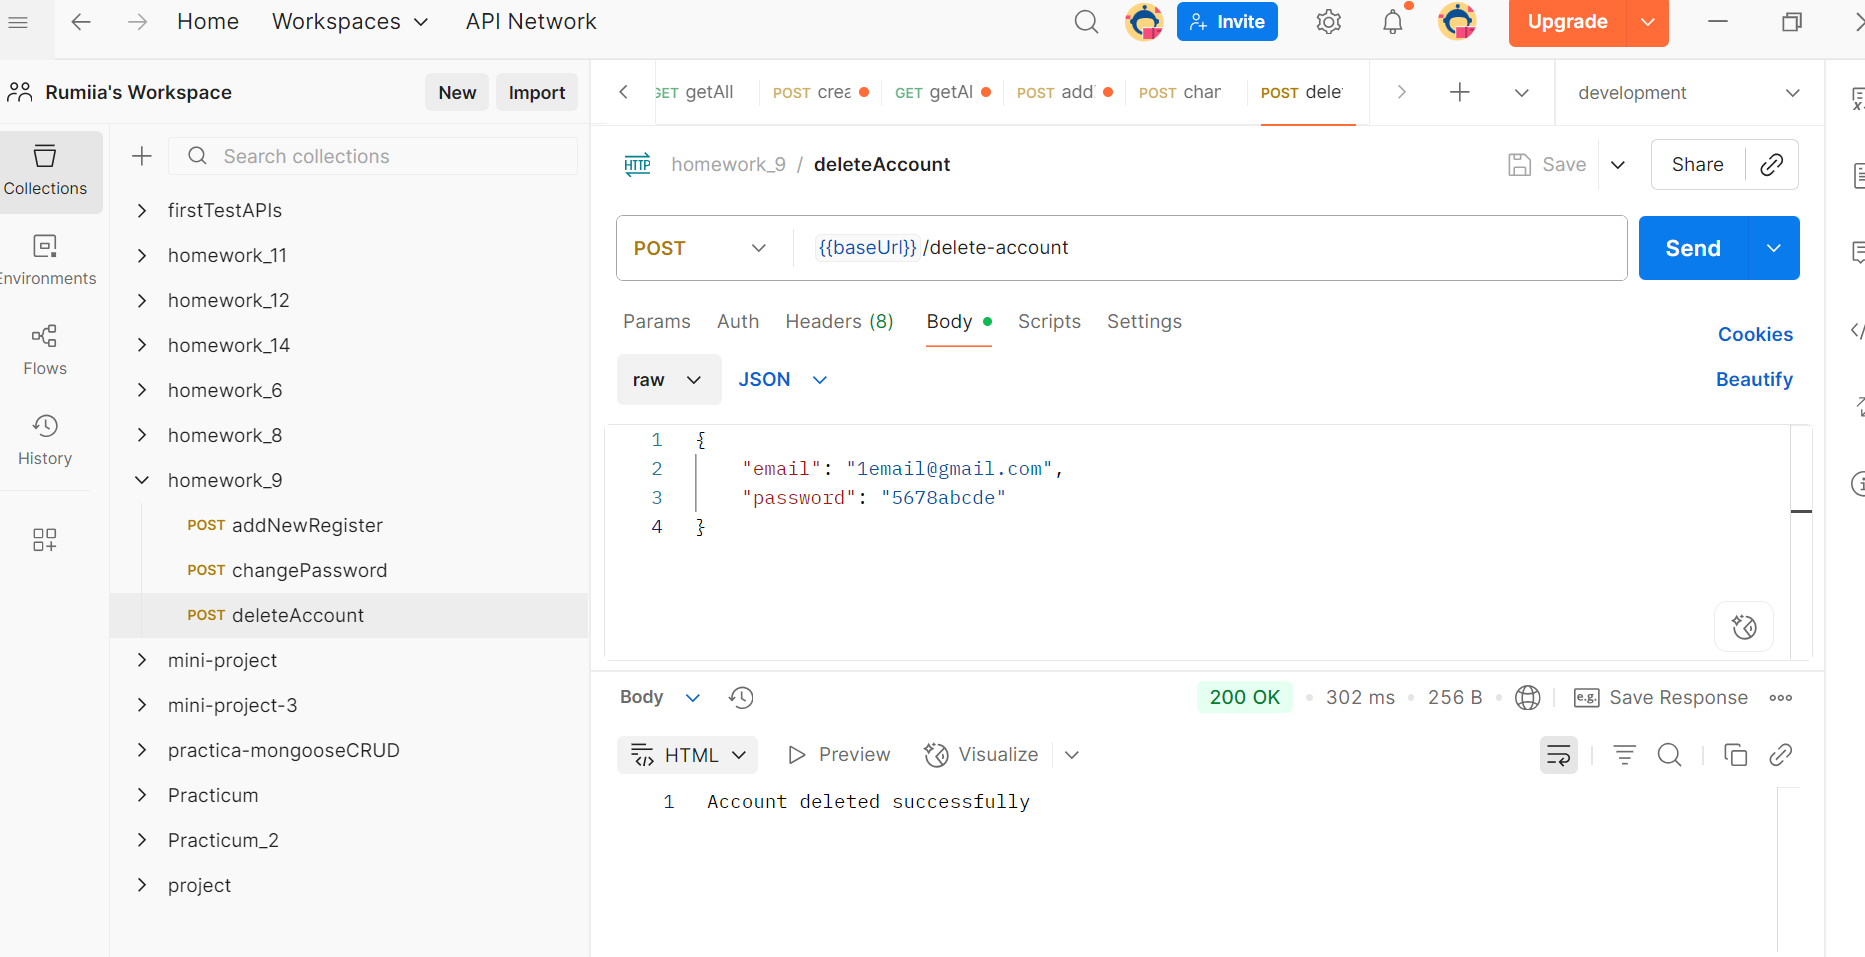 Home Workspaces API Network Invite Upgrade
Rumiia's Workspace New Import
GET getAll POST crea GET getAl POST add POST char POST dele development
Collections
Environments
Flows
History
Search collections
firstTestAPIs
homework_11
homework_12
homework_14
homework_6
homework_8
homework_9
POST addNewRegister
POST changePassword
POST deleteAccount
mini-project
mini-project-3
practica-mongooseCRUD
Practicum
Practicum_2
project
HTTP homework_9 / deleteAccount Save Share
POST {{baseUrl}}/delete-account Send
Params Auth Headers (8) Body Scripts Settings Cookies
raw JSON Beautify
1 {
2 "email": "1email@gmail.com",
3 "password": "5678abcde"
4 }
Body 200 OK 302 ms 256 B e.g. Save Response
HTML Preview Visualize
1 Account deleted successfully